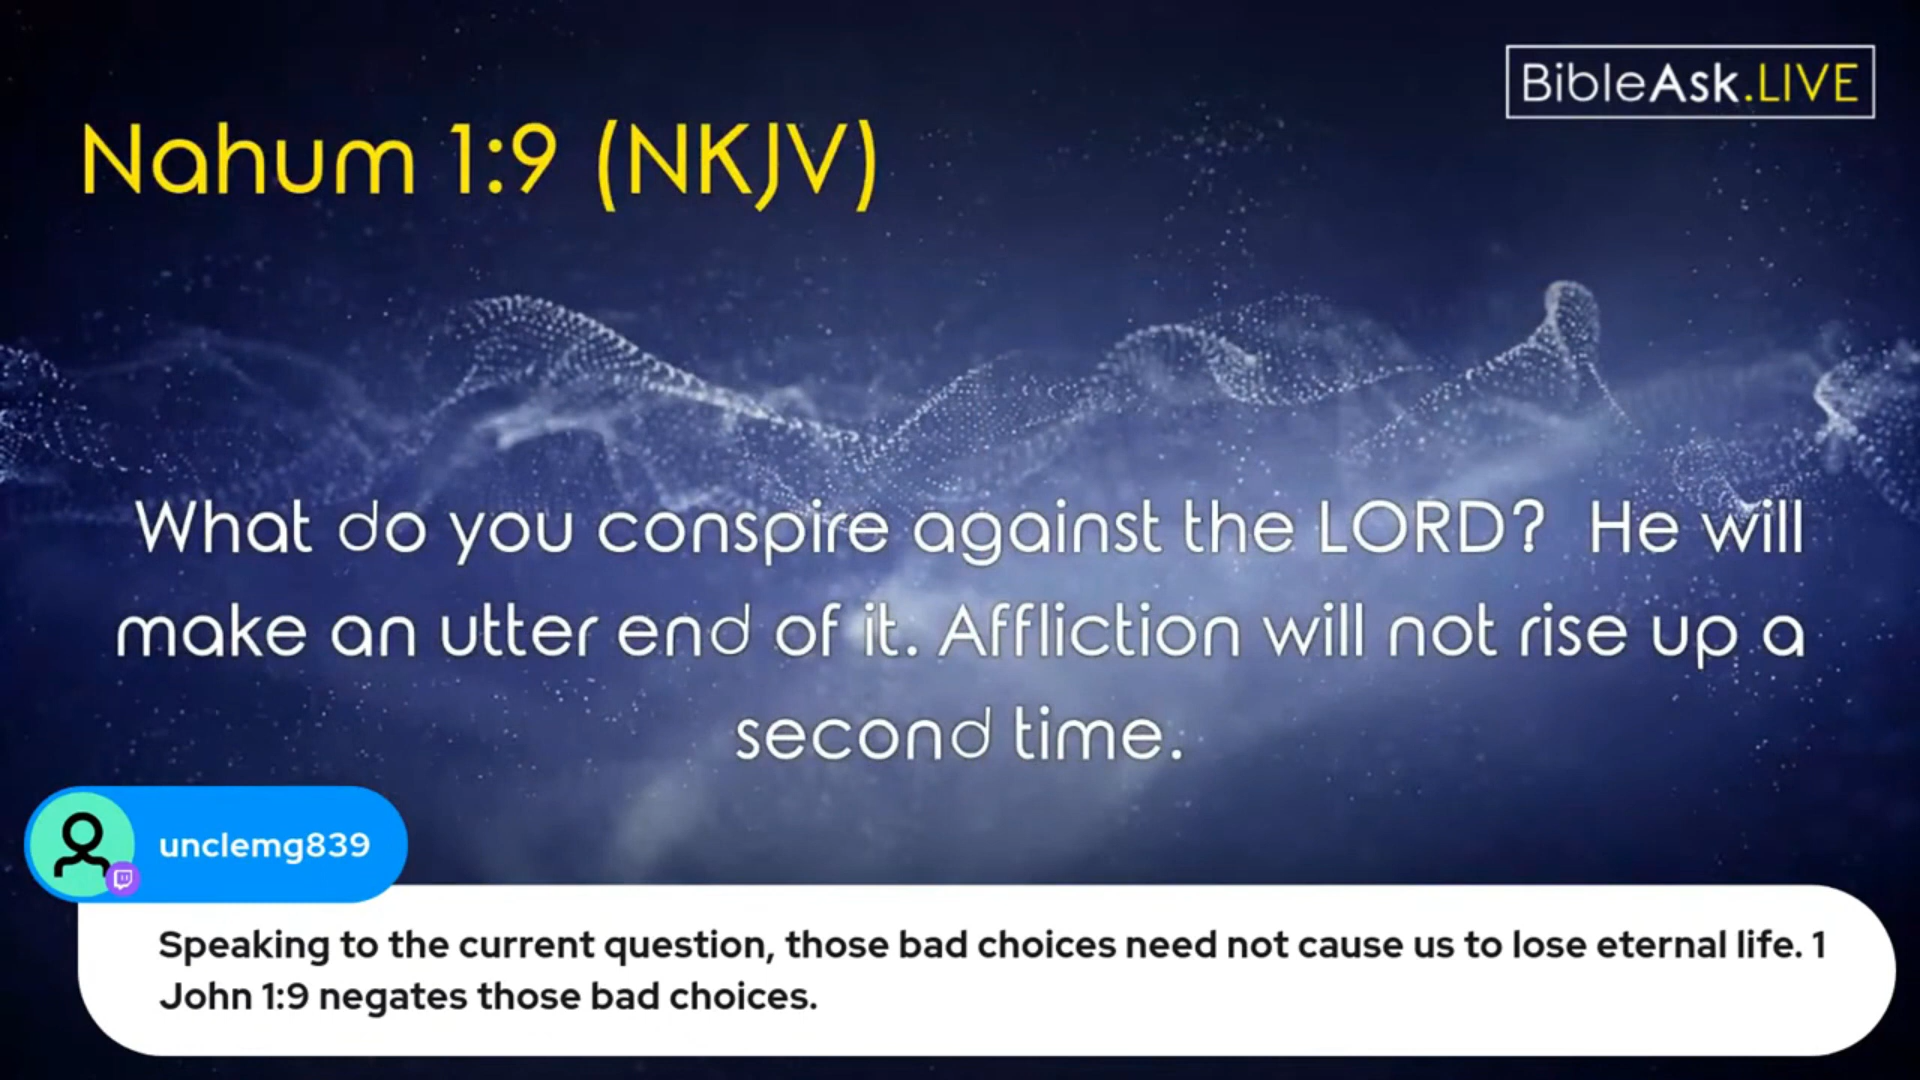 BibleAsk.LIVE
Nahum 1:9 (NKJV)
What do you conspire against the LORD? He will
make an utter end of it. Affliction will not rise up a
second time.
unclemg839
Speaking to the current question, those bad choices need not cause us to lose eternal life. 1
John 1:9 negates those bad choices.